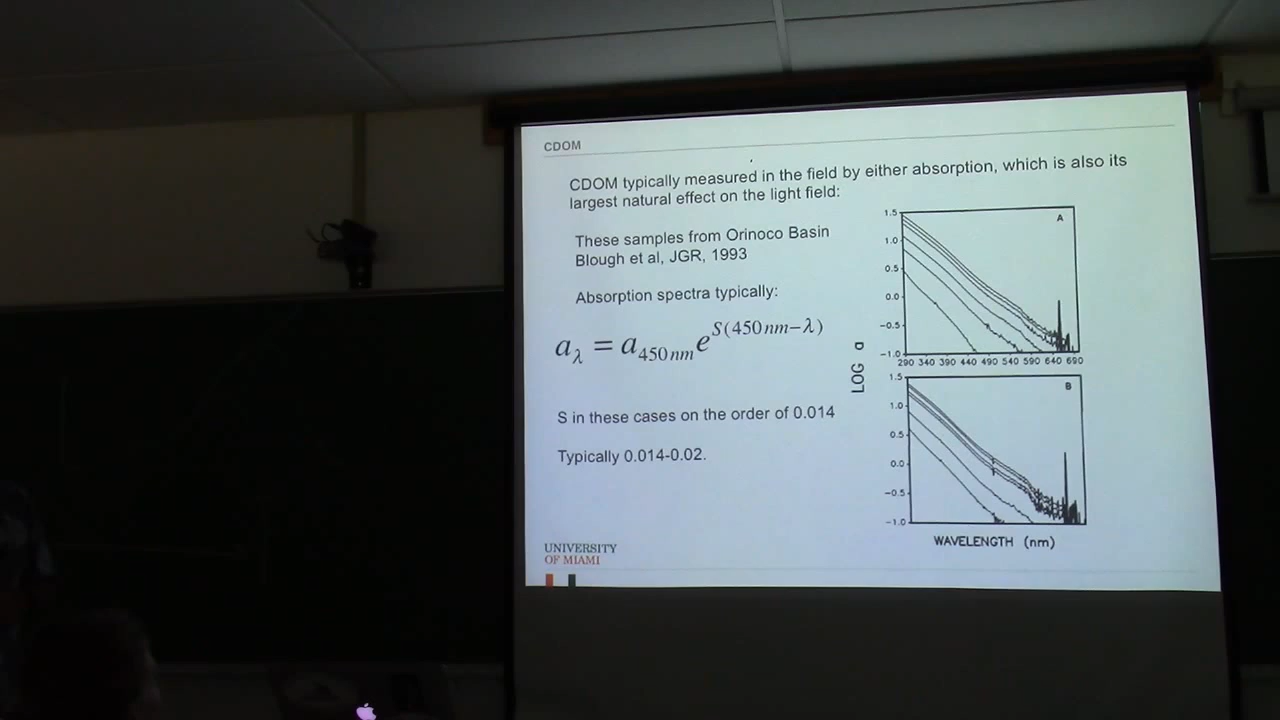 CDOM
CDOM typically measured in the field by either absorption, which is also its
largest natural effect on the light field:
These samples from Orinoco Basin
Blough et al, JGR, 1993
Absorption spectra typically:
aλ = a450nm e^S(450nm−λ)
S in these cases on the order of 0.014
Typically 0.014-0.02.
LOG a
1.5
A
1.0
0.5
0.0
−0.5
−1.0
290 340 390 440 490 540 590 640 690
1.5
B
1.0
0.5
0.0
−0.5
−1.0
WAVELENGTH (nm)
UNIVERSITY
OF MIAMI